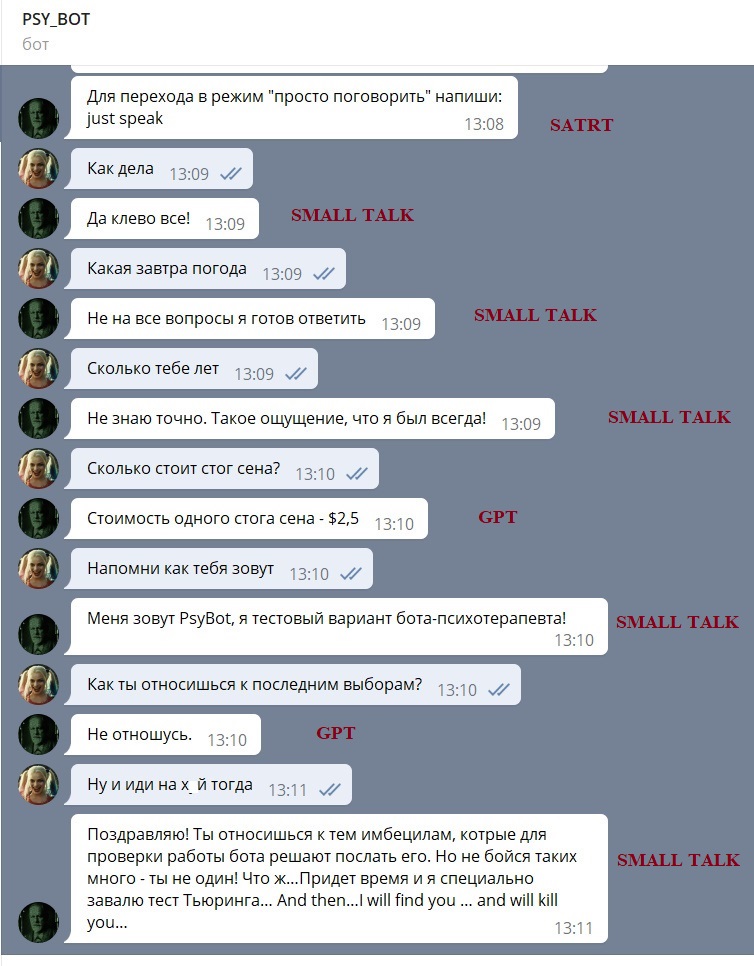 PSY_BOT
бот
Для перехода в режим "просто поговорить" напиши:
just speak
13:08
SATRT
Как дела 13:09
Да клево все! 13:09
SMALL TALK
Какая завтра погода 13:09
Не на все вопросы я готов ответить 13:09
SMALL TALK
Сколько тебе лет 13:09
Не знаю точно. Такое ощущение, что я был всегда! 13:09
SMALL TALK
Сколько стоит стог сена? 13:10
Стоимость одного стога сена - $2,5 13:10
GPT
Напомни как тебя зовут 13:10
Меня зовут PsyBot, я тестовый вариант бота-психотерапевта!
13:10
SMALL TALK
Как ты относишься к последним выборам? 13:10
Не отношусь. 13:10
GPT
Ну и иди на х_й тогда 13:11
Поздравляю! Ты относишься к тем имбецилам, котрые для
проверки работы бота решают послать его. Но не бойся таких
много - ты не один! Что ж...Придет время и я специально
завалю тест Тьюринга... And then...I will find you ... and will kill
you...
13:11
SMALL TALK